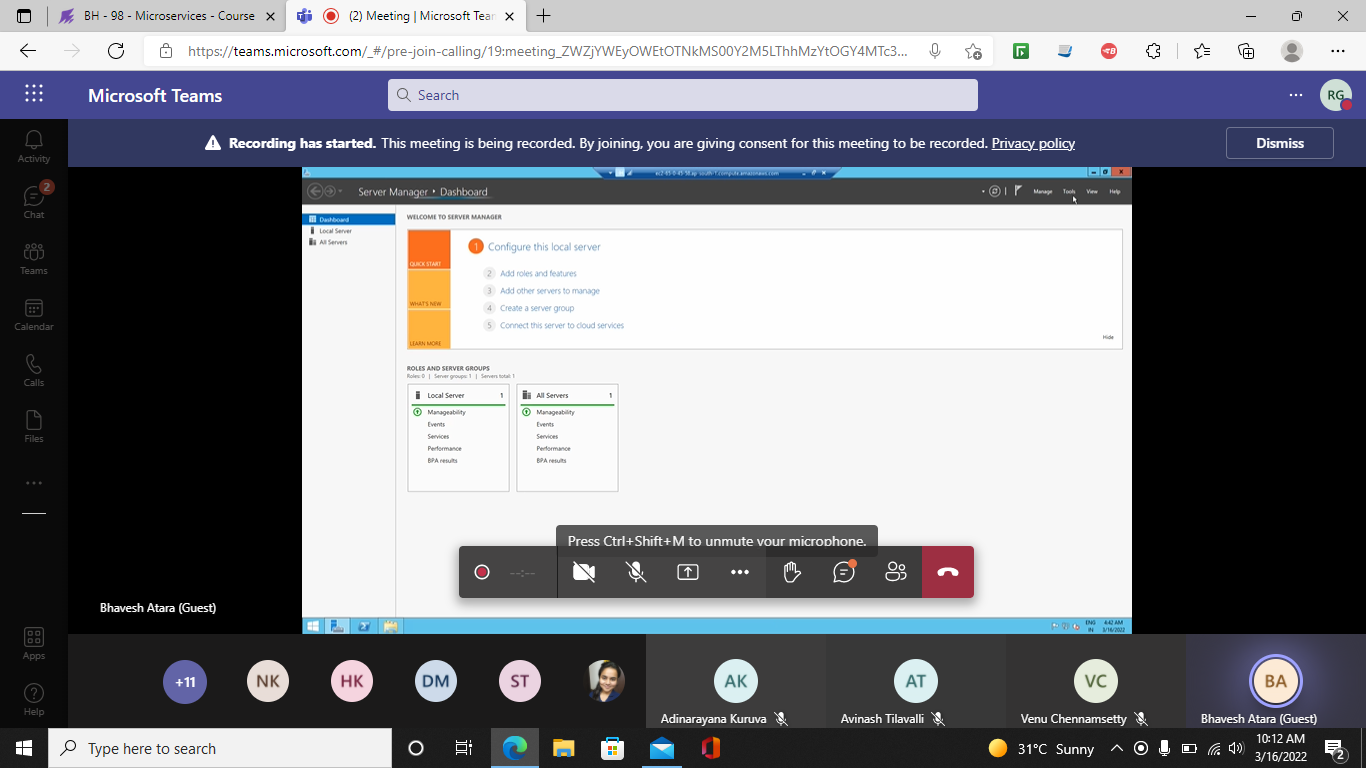 BH - 98 - Microservices - Course
(2) Meeting | Microsoft Tear
https://teams.microsoft.com/_#/pre-join-calling/19:meeting_ZWZjYWEyOWEtOTNkMS00Y2M5LThhMzYtOGY4MTc3...
Microsoft Teams
Search
RG
Recording has started. This meeting is being recorded. By joining, you are giving consent for this meeting to be recorded. Privacy policy
Dismiss
Activity
2
Chat
Teams
Calendar
Calls
Files
Apps
Help
Server Manager • Dashboard
Manage Tools View Help
Dashboard
Local Server
All Servers
WELCOME TO SERVER MANAGER
QUICK START
WHAT'S NEW
LEARN MORE
1 Configure this local server
2 Add roles and features
3 Add other servers to manage
4 Create a server group
5 Connect this server to cloud services
Hide
ROLES AND SERVER GROUPS
Roles: 0 | Server groups: 1 | Servers total: 1
Local Server 1
Manageability
Events
Services
Performance
BPA results
All Servers 1
Manageability
Events
Services
Performance
BPA results
Press Ctrl+Shift+M to unmute your microphone.
--:--
ENG
IN
4:42 AM
3/16/2022
Bhavesh Atara (Guest)
+11
NK
HK
DM
ST
AK
Adinarayana Kuruva
AT
Avinash Tilavalli
VC
Venu Chennamsetty
BA
Bhavesh Atara (Guest)
Type here to search
31°C Sunny
10:12 AM
3/16/2022
2